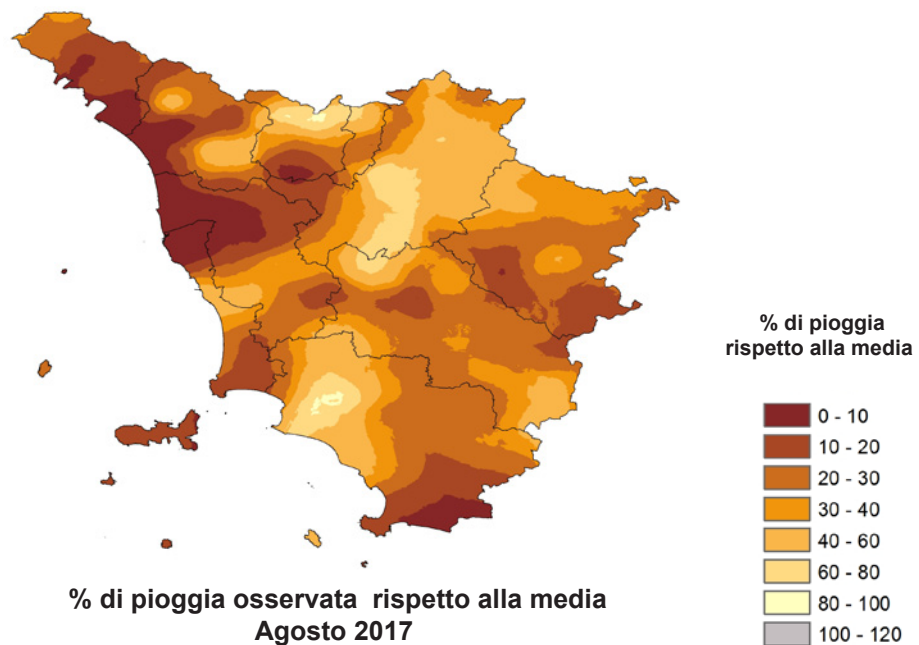 % di pioggia
rispetto alla media
0 - 10
10 - 20
20 - 30
30 - 40
40 - 60
60 - 80
80 - 100
100 - 120
% di pioggia osservata rispetto alla media
Agosto 2017